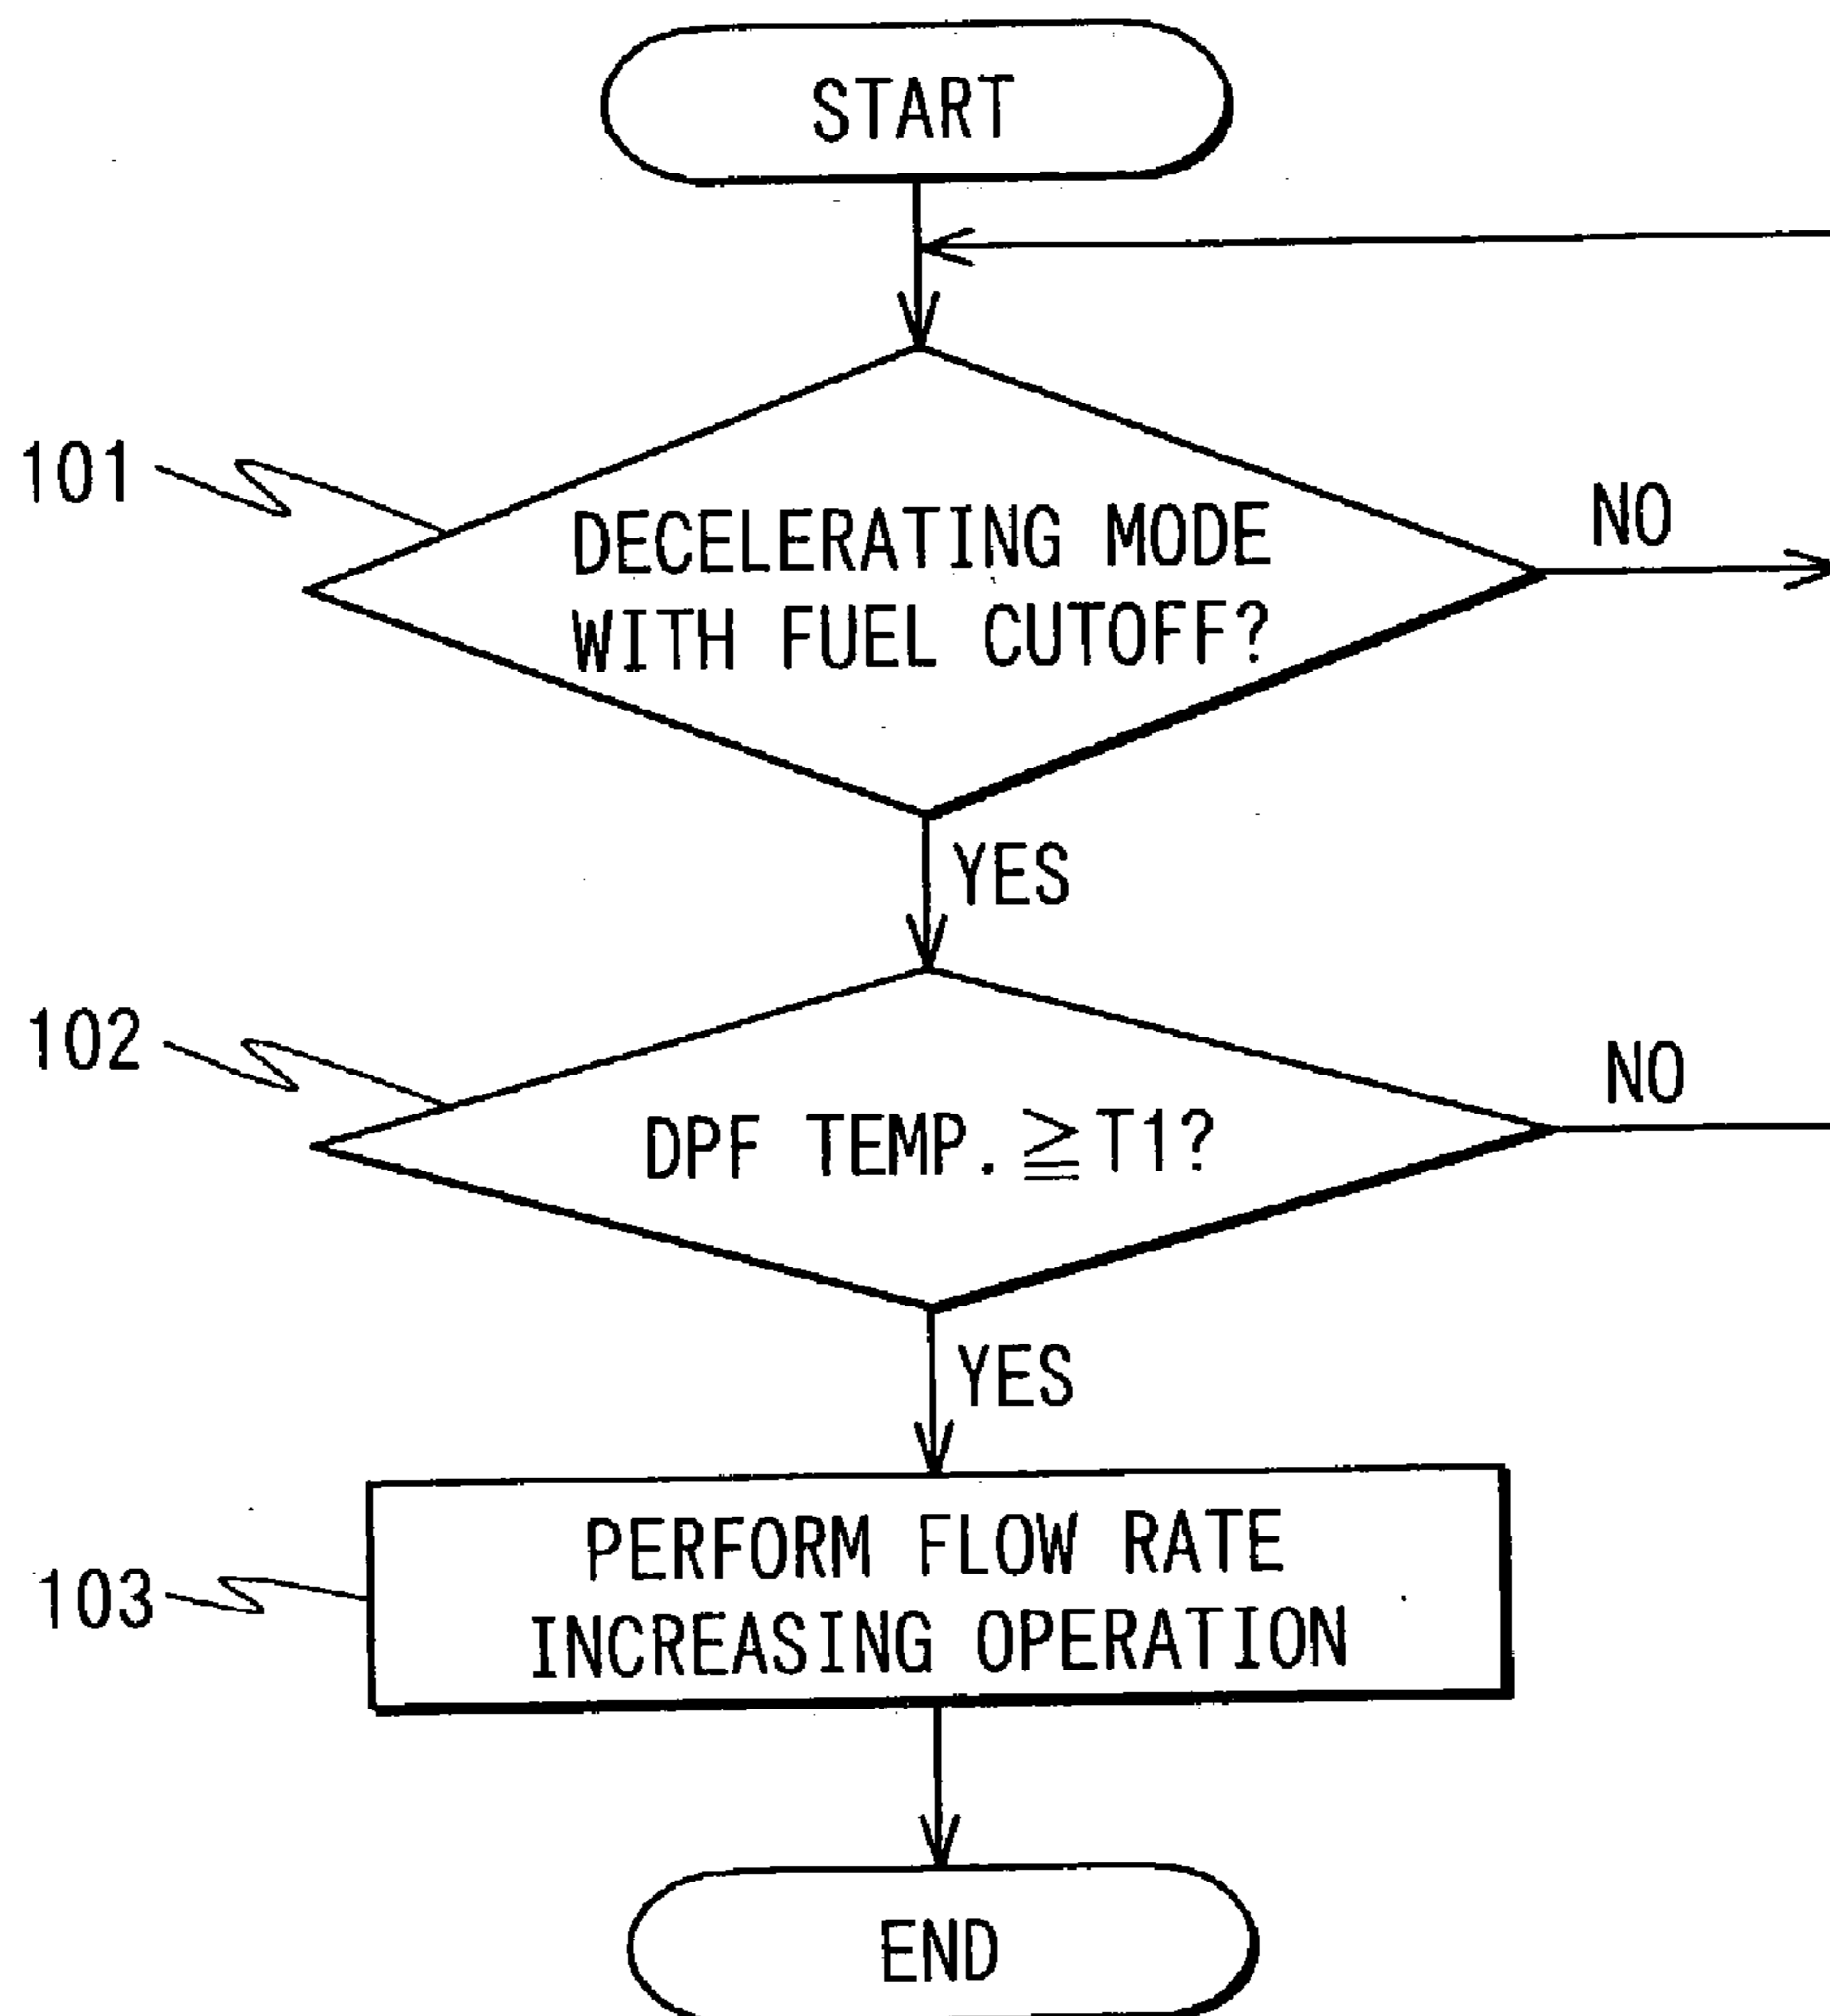 START
101
DECELERATING MODE
WITH FUEL CUTOFF?
NO
YES
102
DPF TEMP. ≧ T1?
NO
YES
103
PERFORM FLOW RATE
INCREASING OPERATION
END